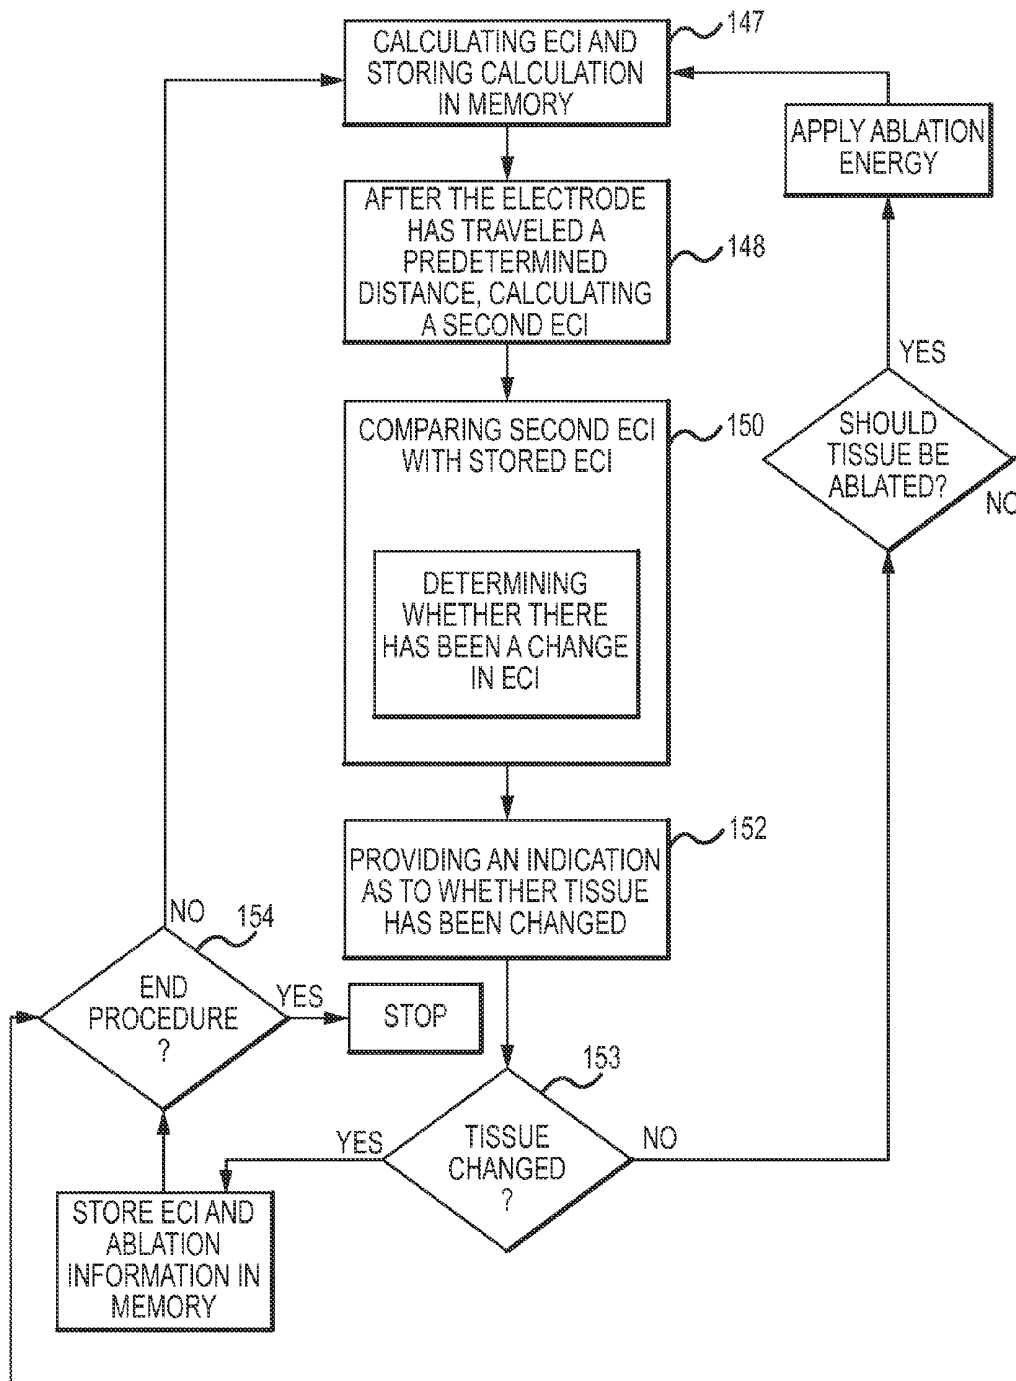 CALCULATING ECI AND
STORING CALCULATION
IN MEMORY
147
APPLY ABLATION
ENERGY
AFTER THE ELECTRODE
HAS TRAVELED A
PREDETERMINED
DISTANCE, CALCULATING
A SECOND ECI
148
YES
SHOULD
TISSUE BE
ABLATED?
NO
COMPARING SECOND ECI
WITH STORED ECI
150
DETERMINING
WHETHER THERE
HAS BEEN A CHANGE
IN ECI
PROVIDING AN INDICATION
AS TO WHETHER TISSUE
HAS BEEN CHANGED
152
NO
154
END
PROCEDURE
?
YES
STOP
153
TISSUE
CHANGED
?
YES
NO
STORE ECI AND
ABLATION
INFORMATION IN
MEMORY